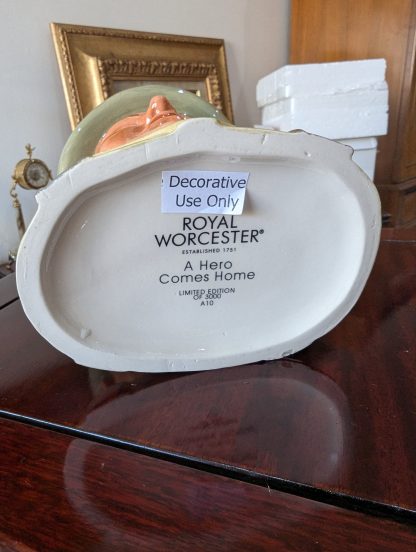 Decorative
Use Only
ROYAL
WORCESTER®
ESTABLISHED 1751
A Hero
Comes Home
LIMITED EDITION
OF 3000
A10